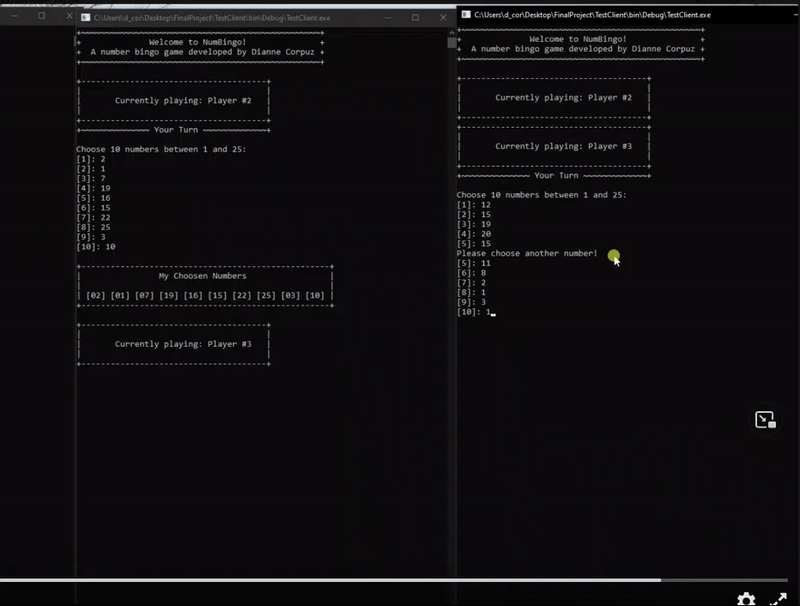 C:\Users\d_cor\Desktop\FinalProject\TestClient\bin\Debug\TestClient.exe
Welcome to NumBingo!
A number bingo game developed by Dianne Corpuz
Currently playing: Player #2
Your Turn
Choose 10 numbers between 1 and 25:
[1]: 2
[2]: 1
[3]: 7
[4]: 19
[5]: 16
[6]: 15
[7]: 22
[8]: 25
[9]: 3
[10]: 10
My Choosen Numbers
[02] [01] [07] [19] [16] [15] [22] [25] [03] [10]
Currently playing: Player #3
C:\Users\d_cor\Desktop\FinalProject\TestClient\bin\Debug\TestClient.exe
Welcome to NumBingo!
A number bingo game developed by Dianne Corpuz
Currently playing: Player #2
Currently playing: Player #3
Your Turn
Choose 10 numbers between 1 and 25:
[1]: 12
[2]: 15
[3]: 19
[4]: 20
[5]: 15
Please choose another number!
[5]: 11
[6]: 8
[7]: 2
[8]: 1
[9]: 3
[10]: 1